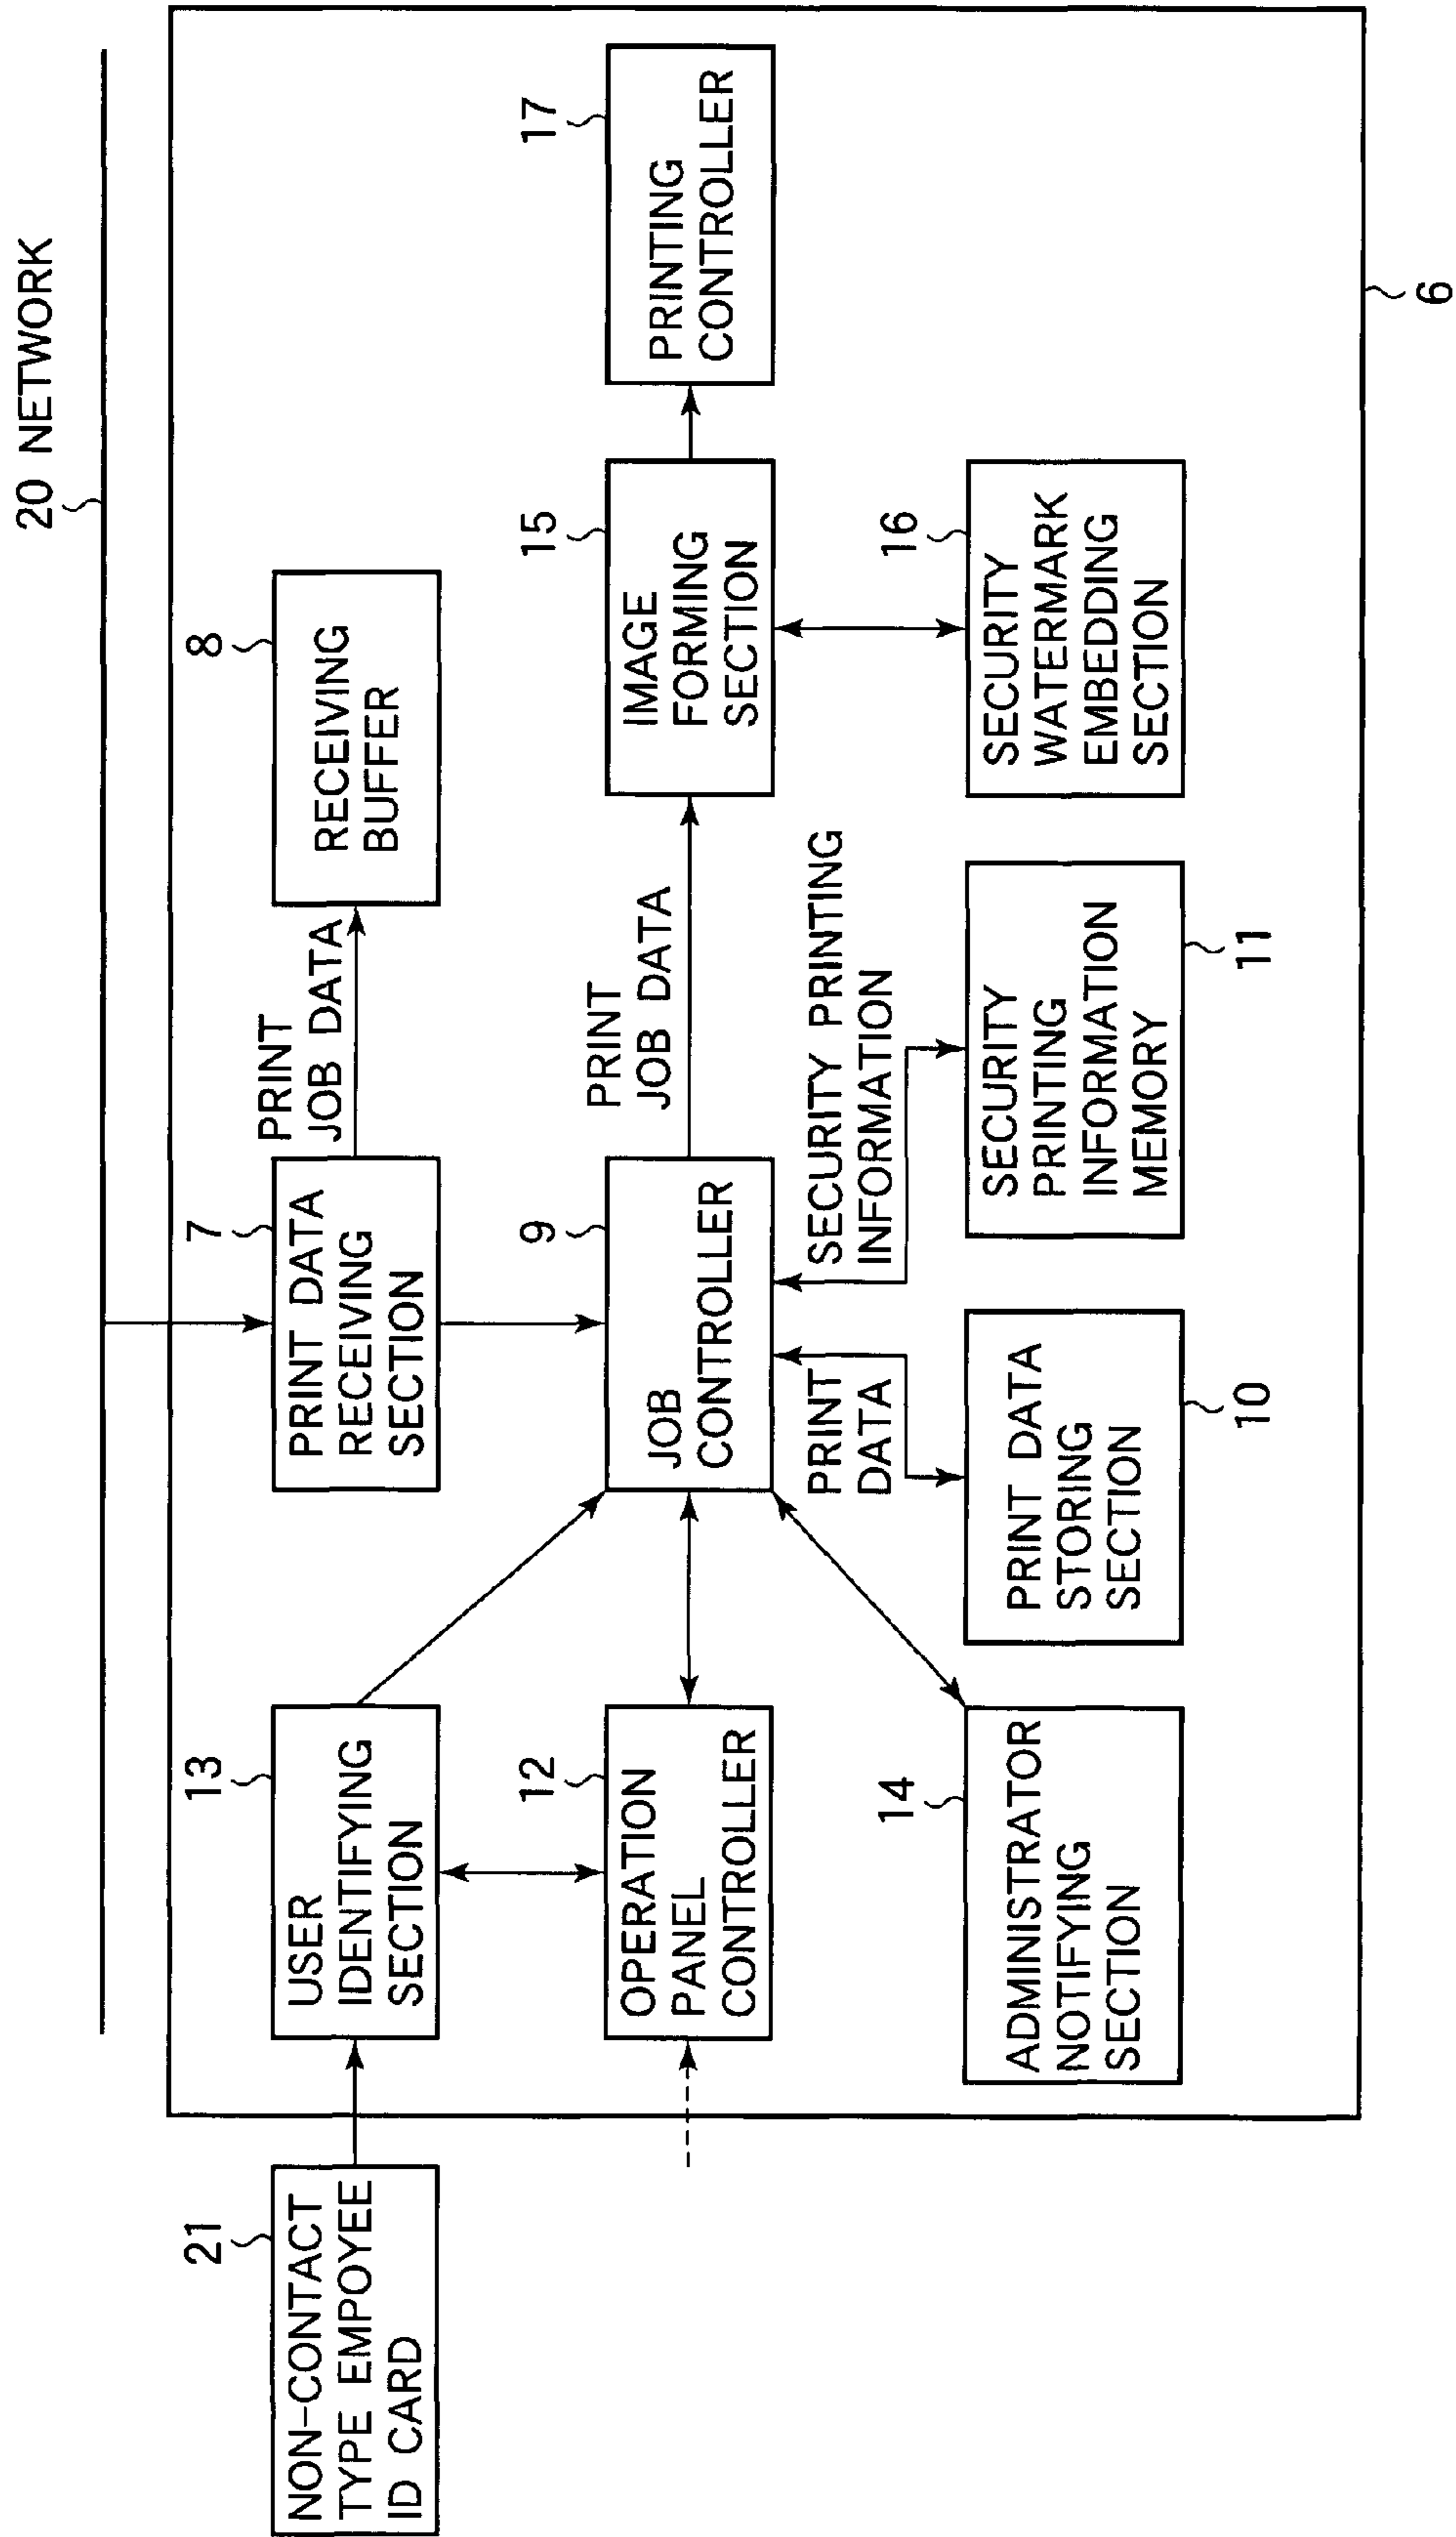 20 NETWORK
21
NON-CONTACT
TYPE EMPOYEE
ID CARD
13
USER
IDENTIFYING
SECTION
7
PRINT DATA
RECEIVING
SECTION
PRINT
JOB DATA
8
RECEIVING
BUFFER
12
OPERATION
PANEL
CONTROLLER
9
JOB
CONTROLLER
PRINT
JOB DATA
15
IMAGE
FORMING
SECTION
17
PRINTING
CONTROLLER
PRINT
DATA
SECURITY PRINTING
INFORMATION
14
ADMINISTRATOR
NOTIFYING
SECTION
PRINT DATA
STORING
SECTION
10
SECURITY
PRINTING
INFORMATION
MEMORY
11
16
SECURITY
WATERMARK
EMBEDDING
SECTION
6